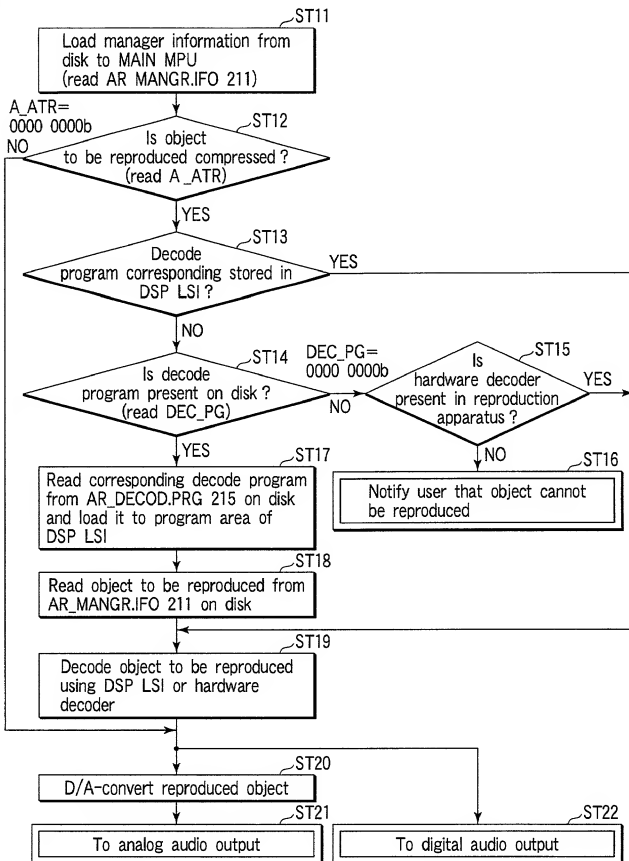 ST11
Load manager information from
disk to MAIN MPU
(read AR MANGR.IFO 211)
A_ATR=
0000 0000b
NO
ST12
Is object
to be reproduced compressed ?
(read A_ATR)
YES
ST13
Decode
program corresponding stored in
DSP LSI ?
YES
NO
ST14
Is decode
program present on disk ?
(read DEC_PG)
DEC_PG=
0000 0000b
NO
ST15
Is
hardware decoder
present in reproduction
apparatus ?
YES
NO
YES
ST17
Read corresponding decode program
from AR_DECOD.PRG 215 on disk
and load it to program area of
DSP LSI
ST16
Notify user that object cannot
be reproduced
ST18
Read object to be reproduced from
AR_MANGR.IFO 211 on disk
ST19
Decode object to be reproduced
using DSP LSI or hardware
decoder
ST20
D/A-convert reproduced object
ST21
To analog audio output
ST22
To digital audio output